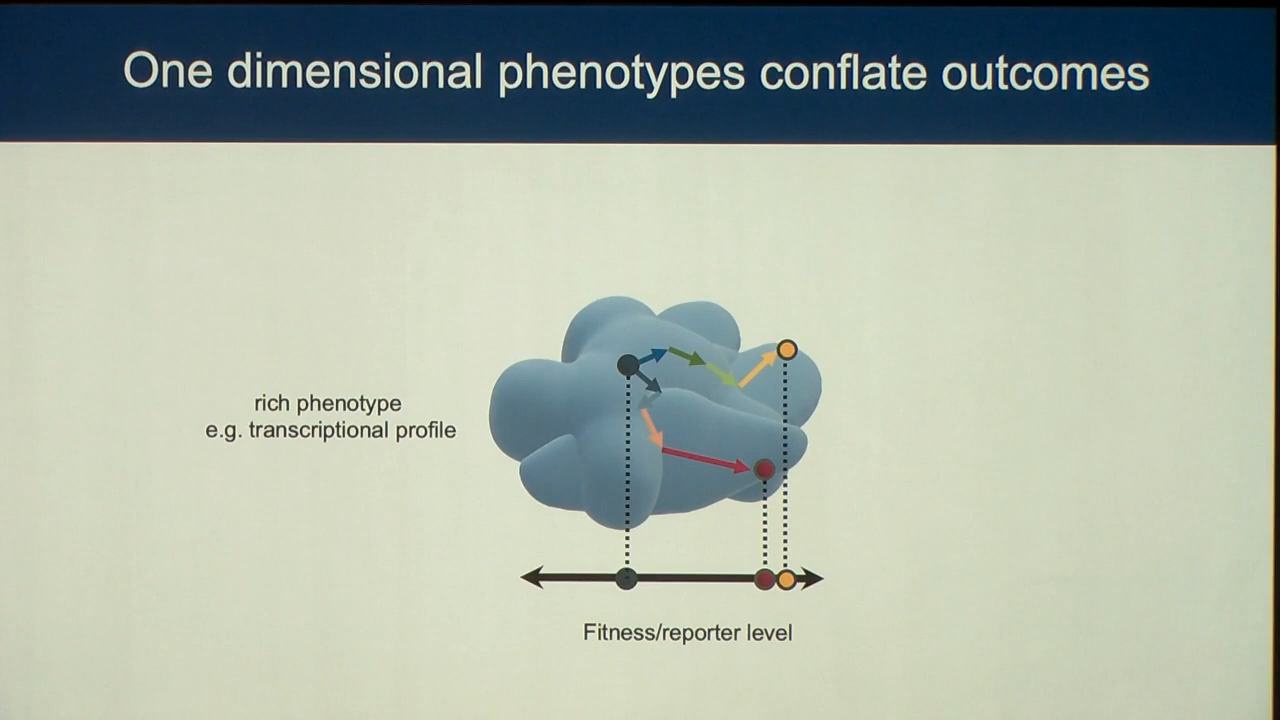 One dimensional phenotypes conflate outcomes
rich phenotype
e.g. transcriptional profile
Fitness/reporter level